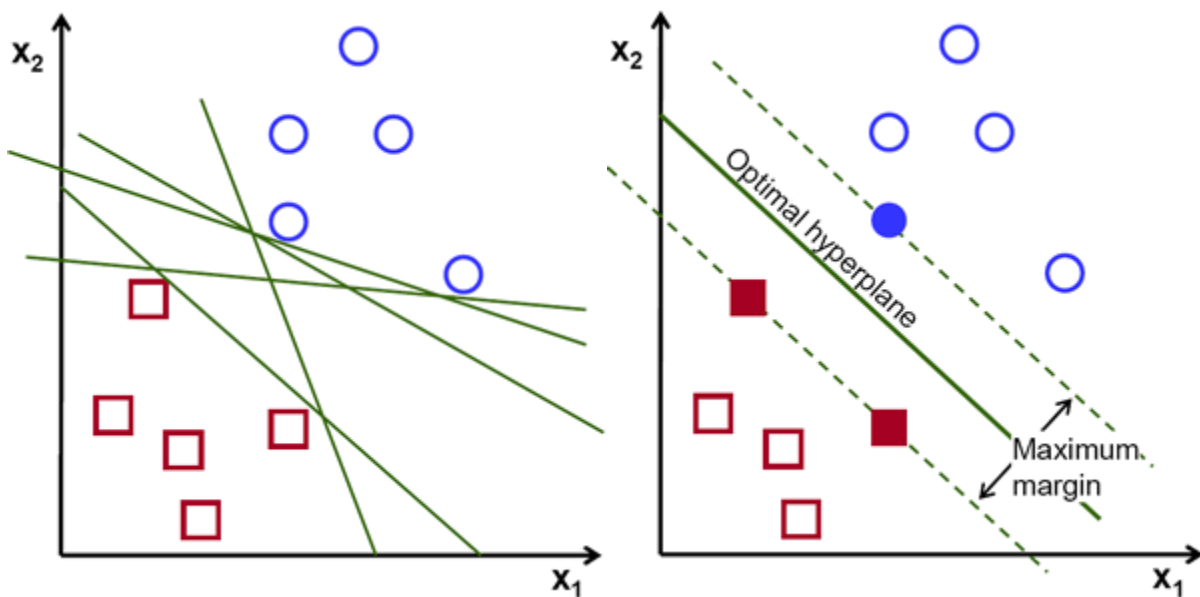 x₂
x₁
x₂
Optimal hyperplane
Maximum
margin
x₁